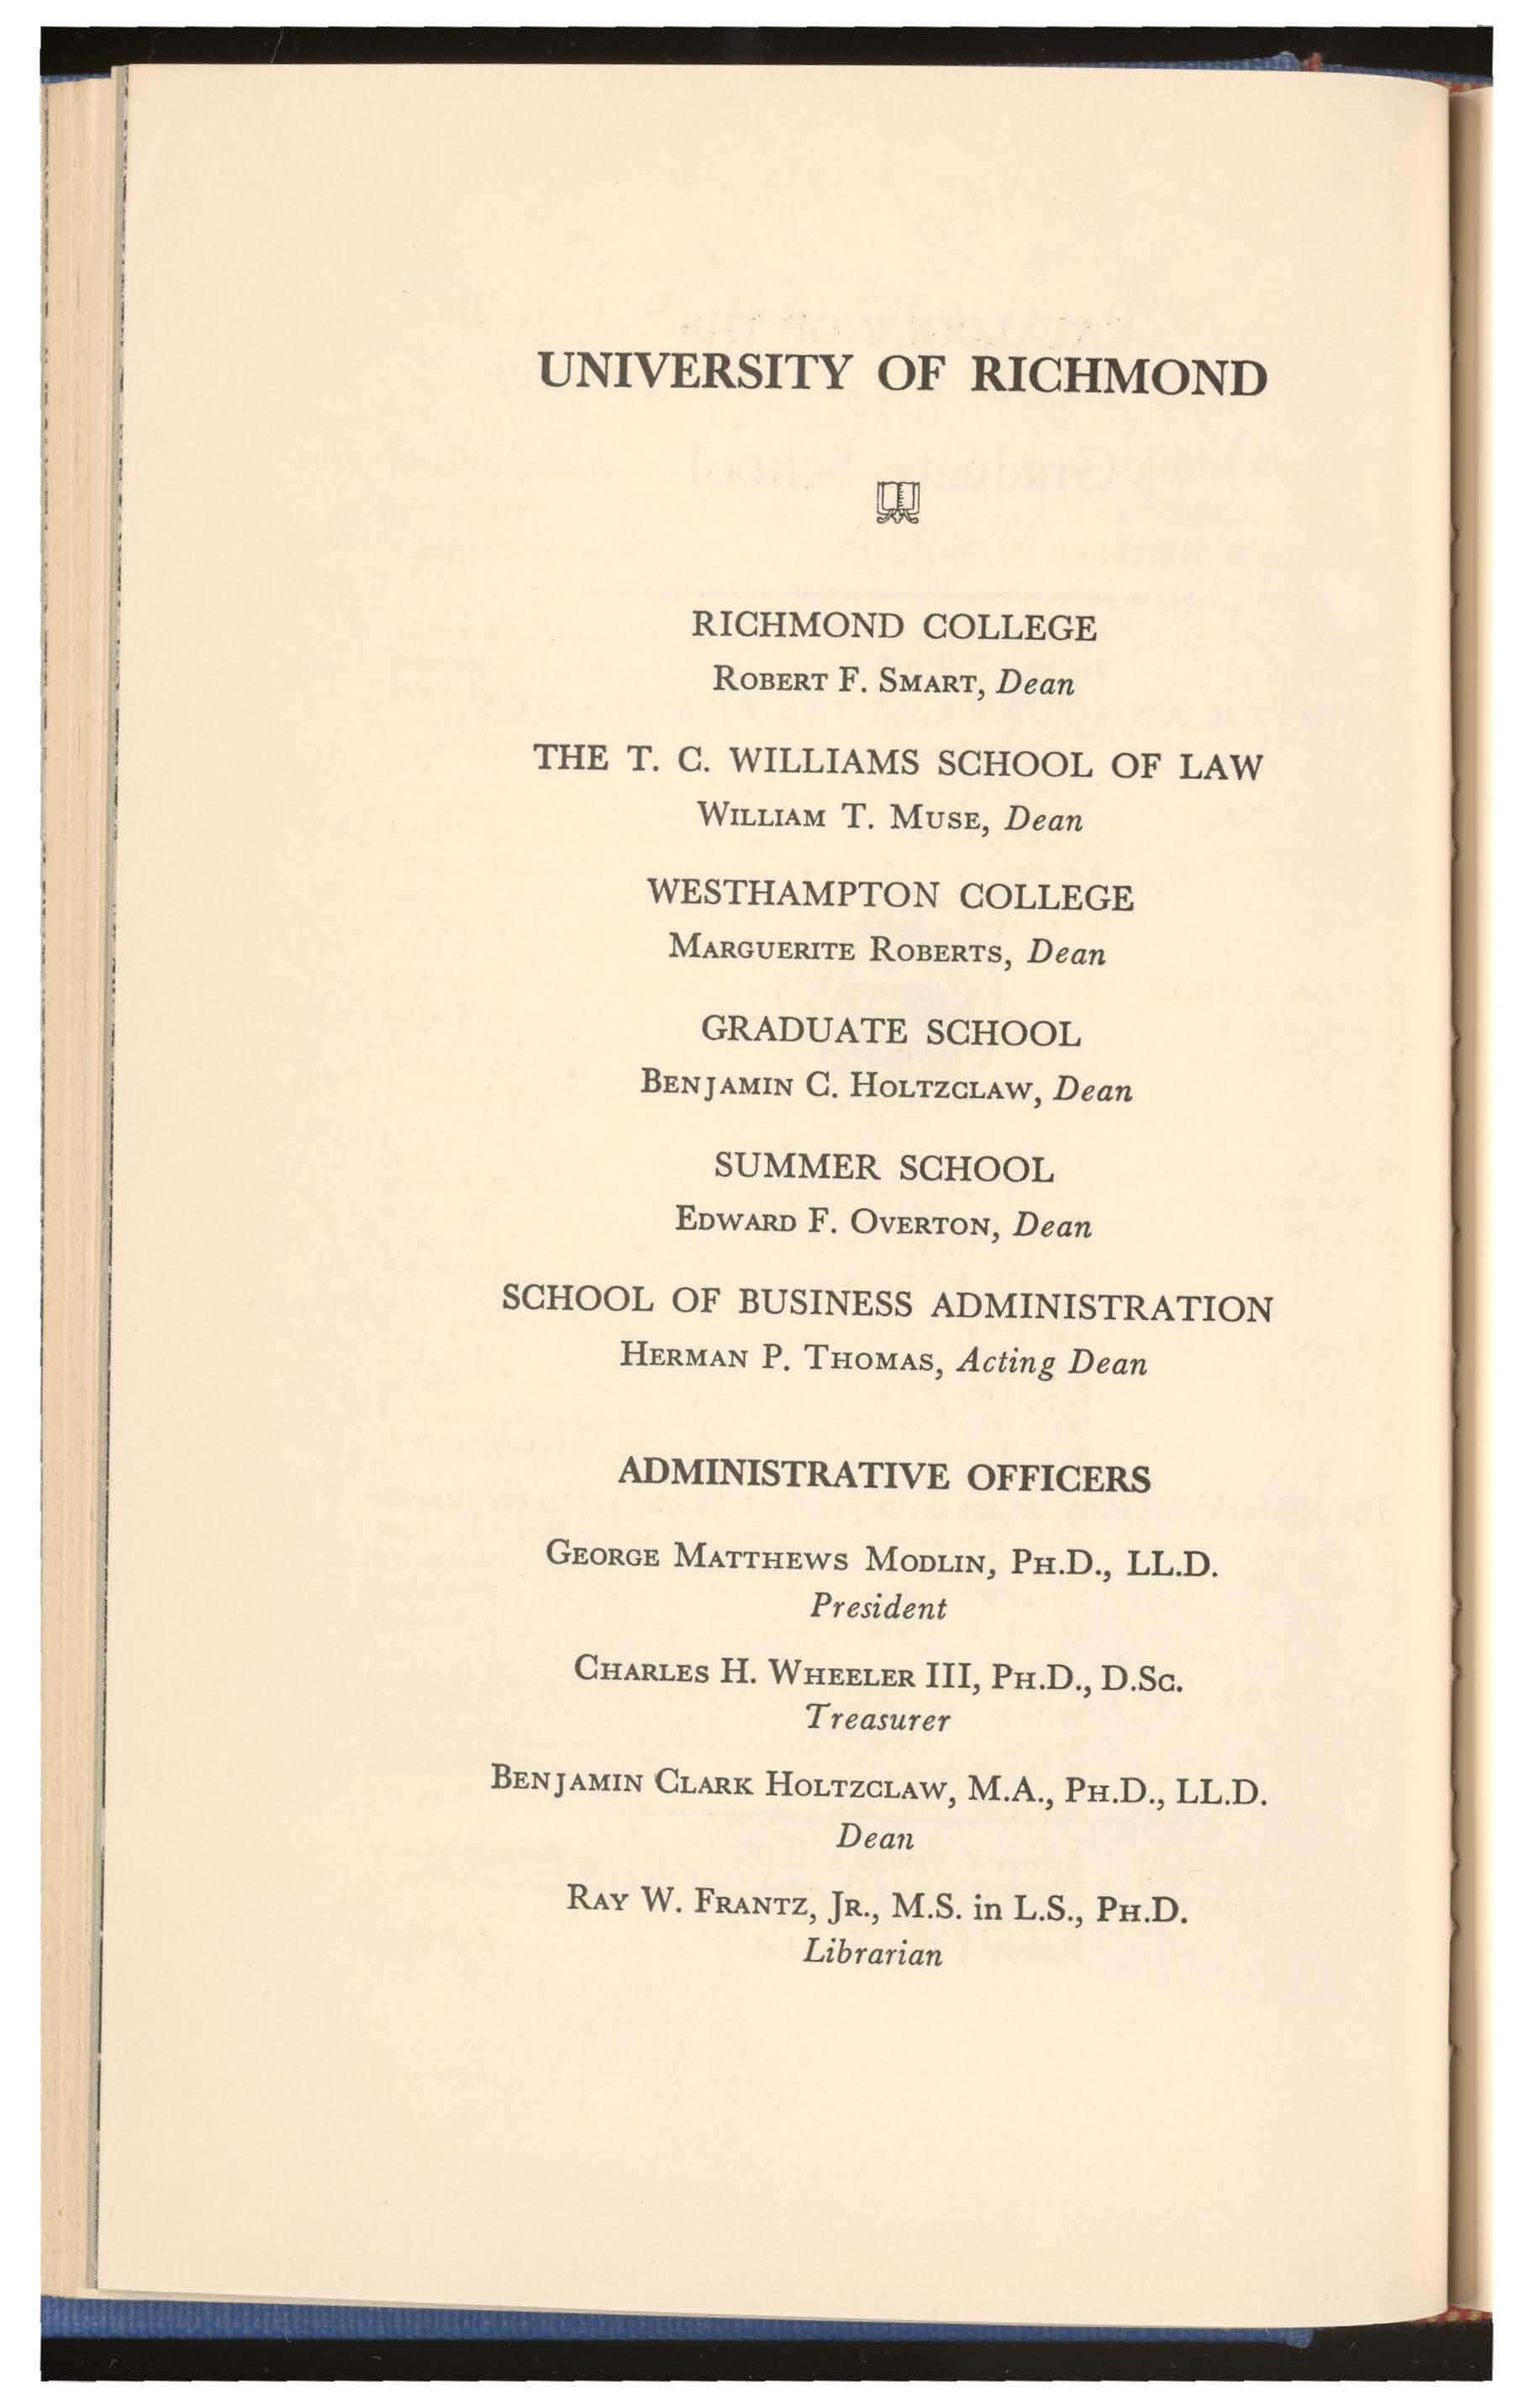 UNIVERSITY OF RICHMOND
RICHMOND COLLEGE
ROBERT F. SMART, Dean
THE T. C. WILLIAMS SCHOOL OF LAW
WILLIAM T. MUSE, Dean
WESTHAMPTON COLLEGE
MARGUERITE ROBERTS, Dean
GRADUATE SCHOOL
BENJAMIN C. HOLTZCLAW, Dean
SUMMER SCHOOL
EDWARD F. OVERTON, Dean
SCHOOL OF BUSINESS ADMINISTRATION
HERMAN P. THOMAS, Acting Dean
ADMINISTRATIVE OFFICERS
GEORGE MATTHEWS MODLIN, PH.D., LL.D.
President
CHARLES H. WHEELER III, PH.D., D.SC.
Treasurer
BENJAMIN CLARK HOLTZCLAW, M.A., PH.D., LL.D.
Dean
RAY W. FRANTZ, JR., M.S. in L.S., PH.D.
Librarian